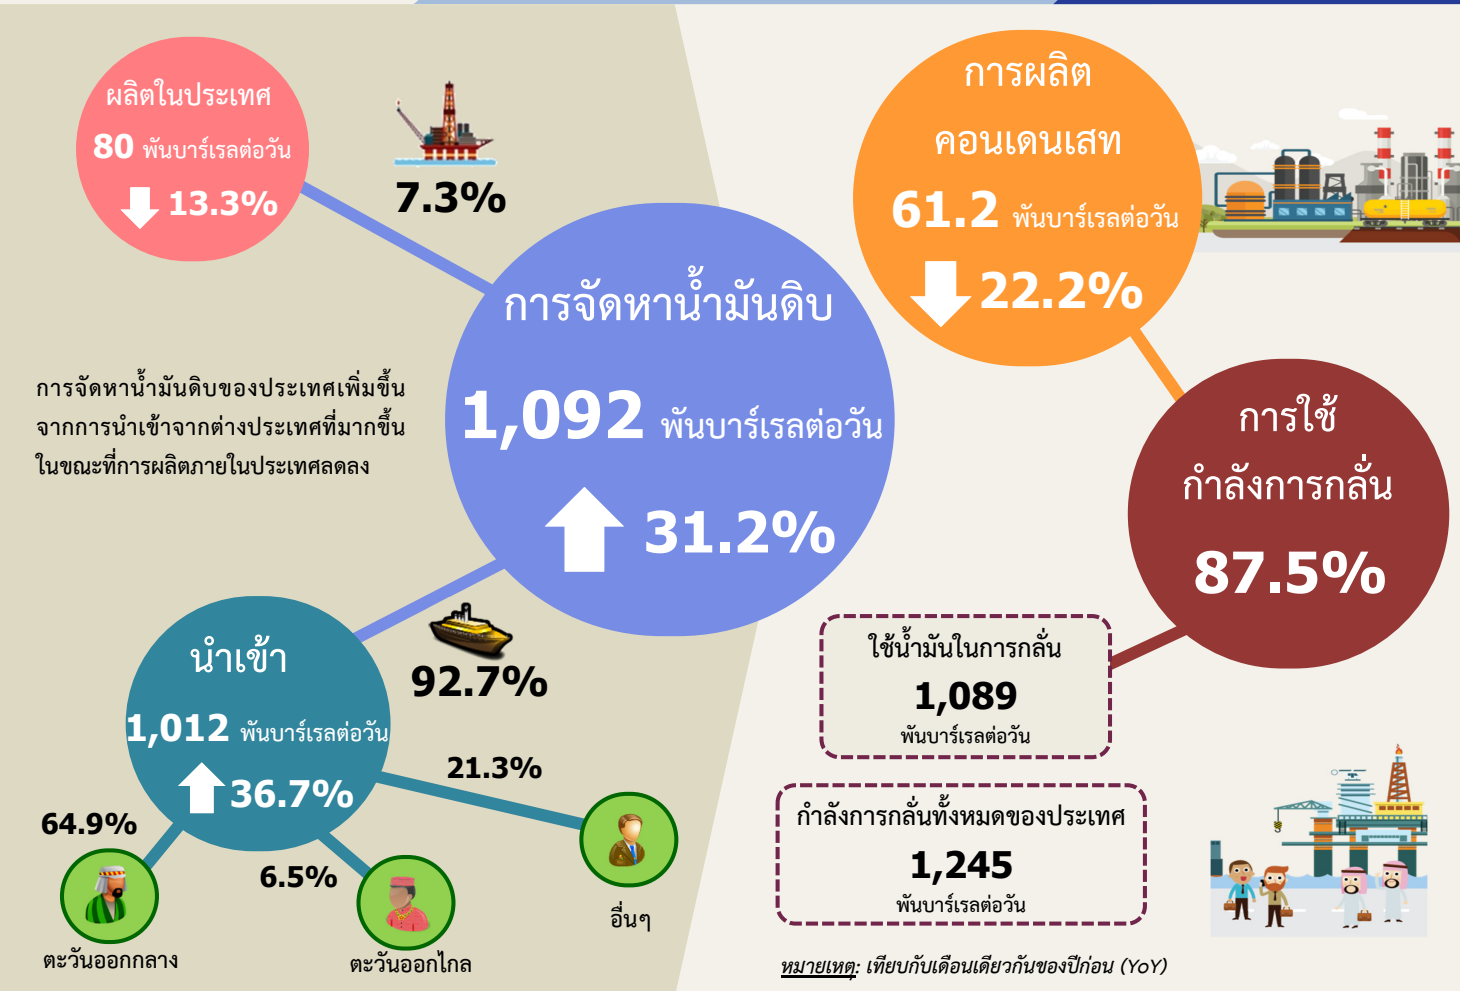 ผลิตในประเทศ
80 พันบาร์เรลต่อวัน
13.3%
7.3%
การจัดหาน้ำมันดิบ
1,092 พันบาร์เรลต่อวัน
31.2%
การจัดหาน้ำมันดิบของประเทศเพิ่มขึ้น
จากการนำเข้าจากต่างประเทศที่มากขึ้น
ในขณะที่การผลิตภายในประเทศลดลง
นำเข้า
1,012 พันบาร์เรลต่อวัน
36.7%
92.7%
64.9%
ตะวันออกกลาง
6.5%
ตะวันออกไกล
21.3%
อื่นๆ
การผลิต
คอนเดนเสท
61.2 พันบาร์เรลต่อวัน
22.2%
การใช้
กำลังการกลั่น
87.5%
ใช้น้ำมันในการกลั่น
1,089
พันบาร์เรลต่อวัน
กำลังการกลั่นทั้งหมดของประเทศ
1,245
พันบาร์เรลต่อวัน
หมายเหตุ: เทียบกับเดือนเดียวกันของปีก่อน (YoY)